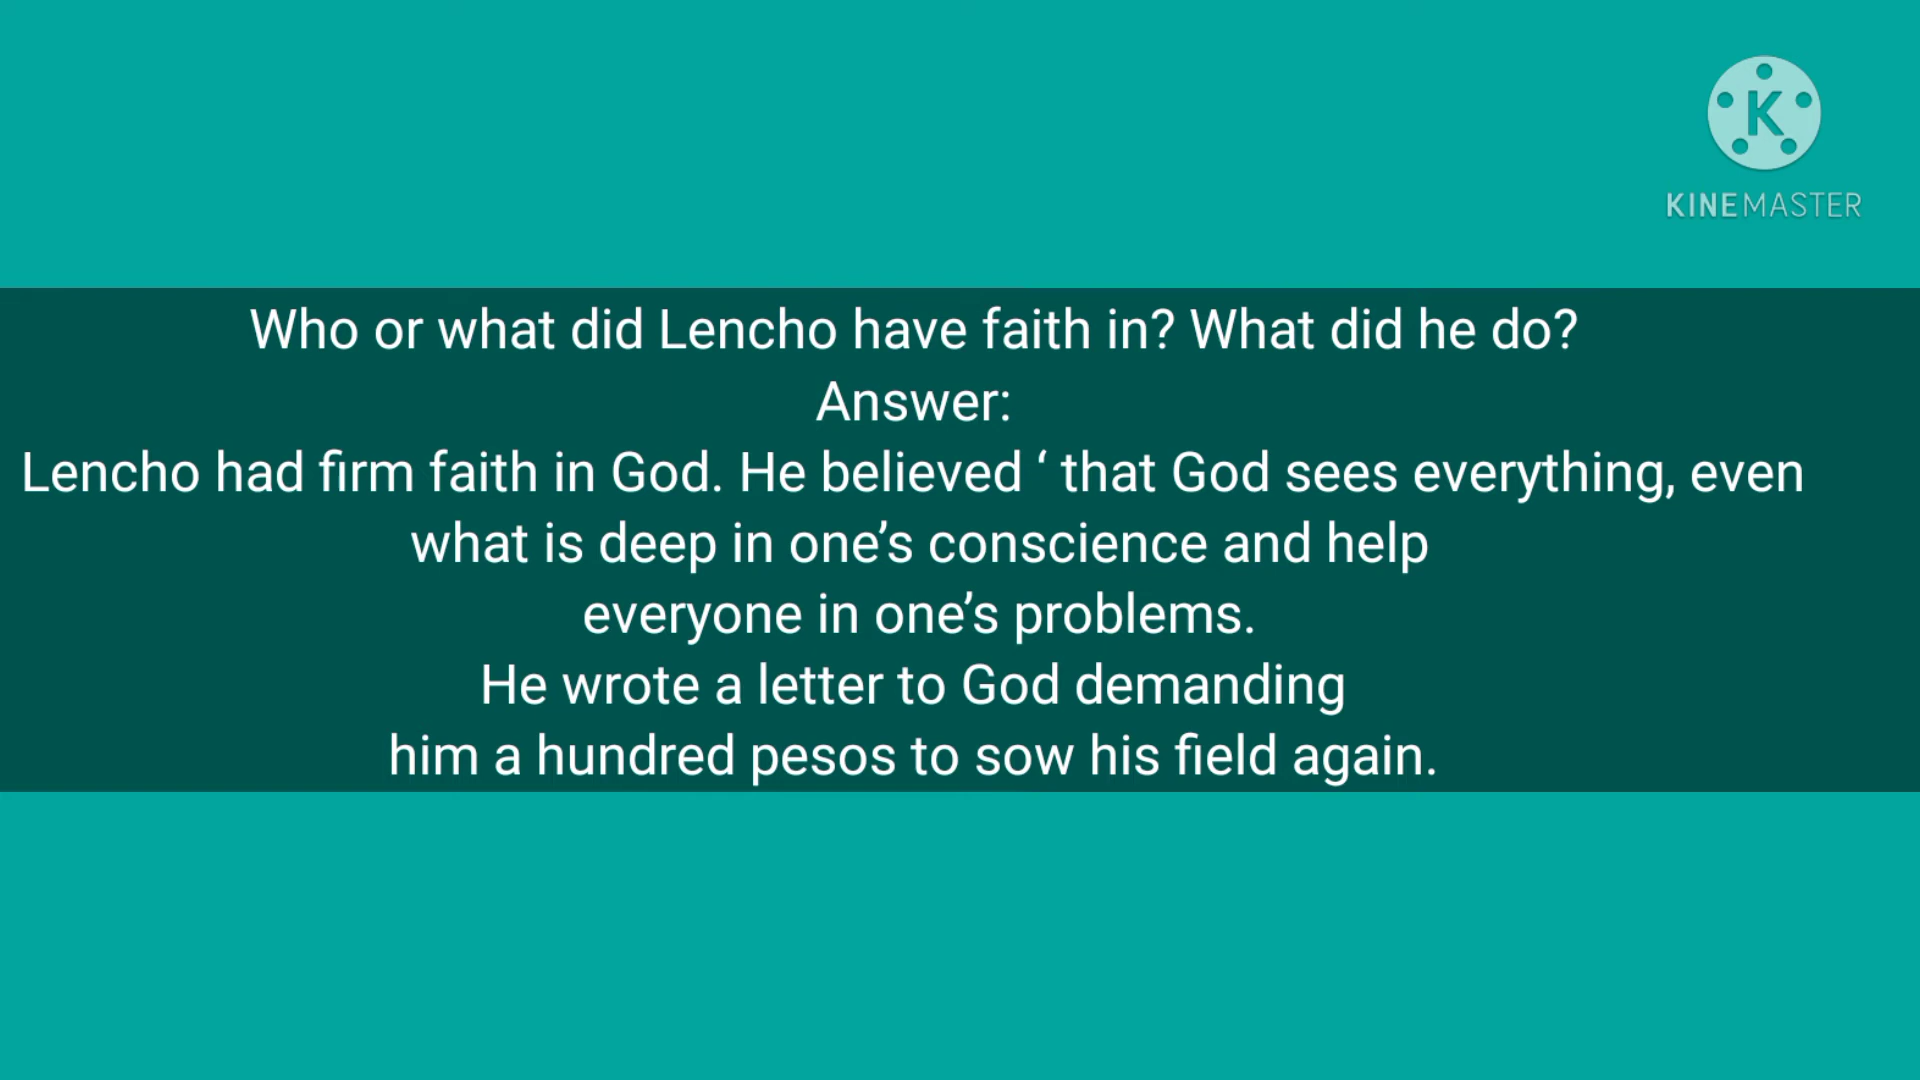 K
KINEMASTER
Who or what did Lencho have faith in? What did he do?
Answer:
Lencho had firm faith in God. He believed ‘ that God sees everything, even
what is deep in one’s conscience and help
everyone in one’s problems.
He wrote a letter to God demanding
him a hundred pesos to sow his field again.